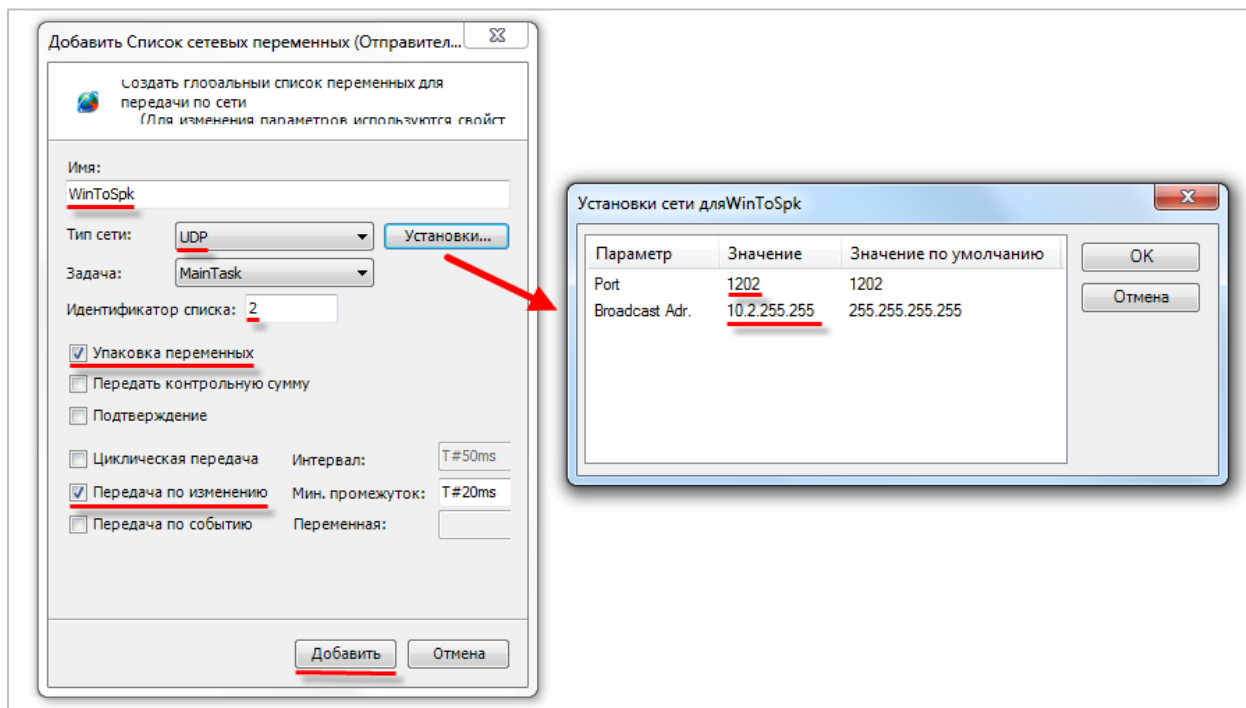 Добавить Список сетевых переменных (Отправител...
Создать глобальный список переменных для
передачи по сети
(Для изменения параметров используются свойст
Имя:
WinToSpk
Тип сети: UDP Установки...
Задача: MainTask
Идентификатор списка: 2
Упаковка переменных
Передать контрольную сумму
Подтверждение
Циклическая передача Интервал: T#50ms
Передача по изменению Мин. промежуток: T#20ms
Передача по событию Переменная:
Добавить Отмена
Установки сети дляWinToSpk
Параметр Значение Значение по умолчанию
Port 1202 1202
Broadcast Adr. 10.2.255.255 255.255.255.255
OK
Отмена